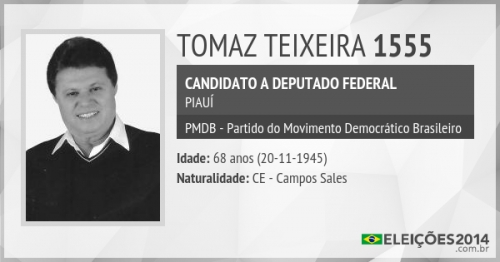 TOMAZ TEIXEIRA 1555
CANDIDATO A DEPUTADO FEDERAL
PIAUÍ
PMDB - Partido do Movimento Democrático Brasileiro
Idade: 68 anos (20-11-1945)
Naturalidade: CE - Campos Sales
ELEIÇÕES2014
.com.br